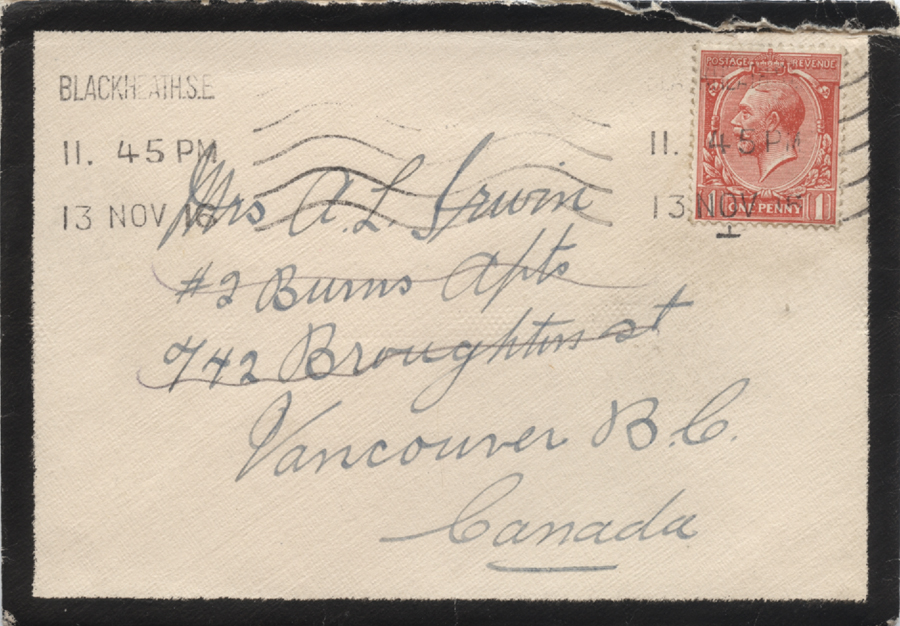 BLACKHEATH.S.E
11. 45 PM
13 NOV 16
POSTAGE REVENUE
11. 45 PM
13 NOV
ONE PENNY 1
Mrs A. L. Irwin
#2 Burns Apts
742 Broughton st
Vancouver B.C.
Canada